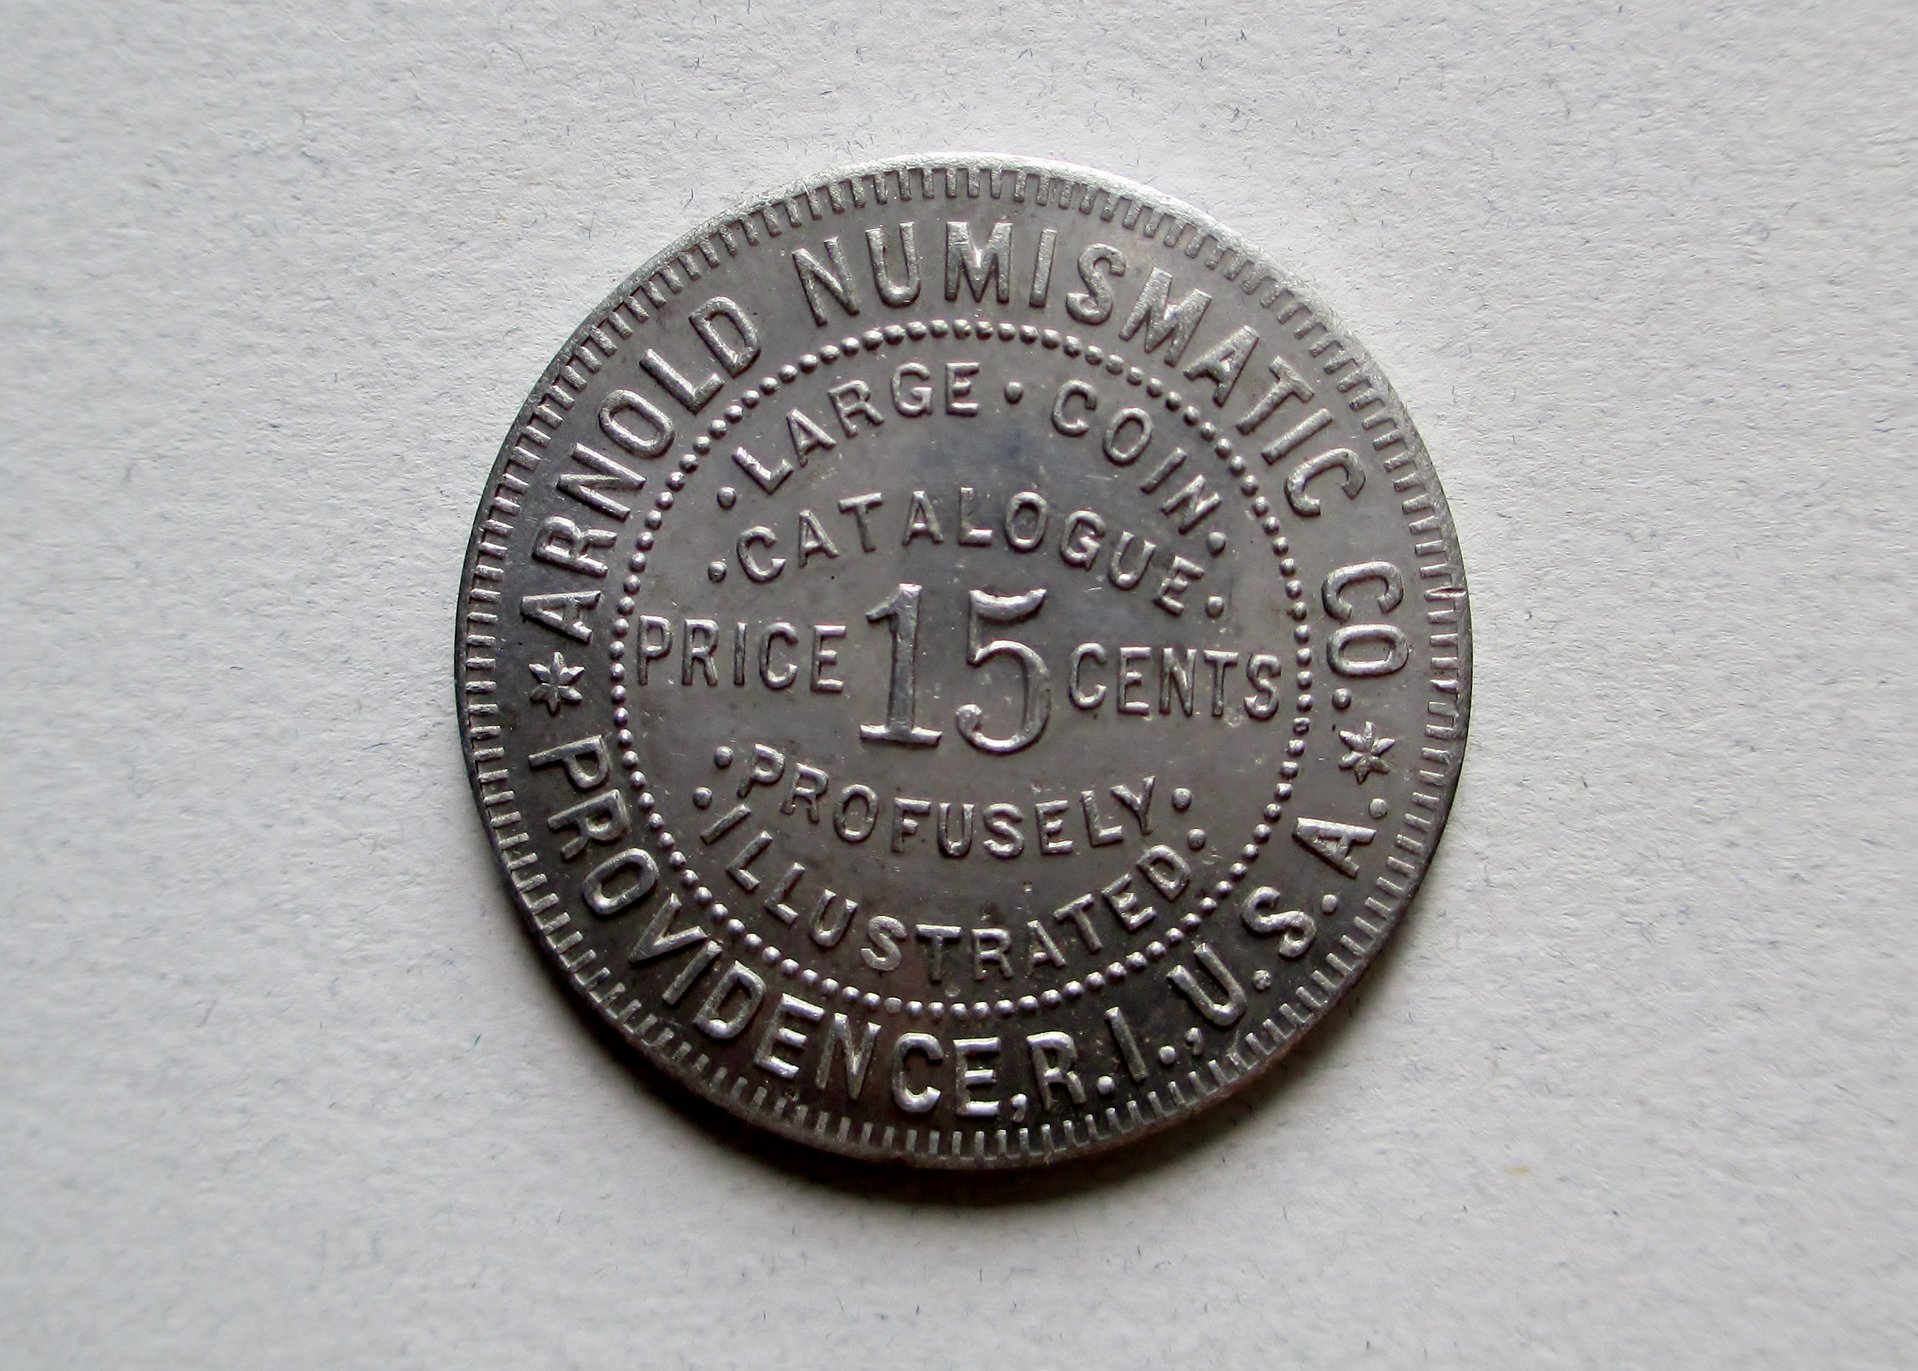 ARNOLD NUMISMATIC CO.
PROVIDENCE, R.I., U.S.A.
· LARGE · COIN ·
· CATALOGUE ·
PRICE 15 CENTS
· PROFUSELY ·
· ILLUSTRATED ·